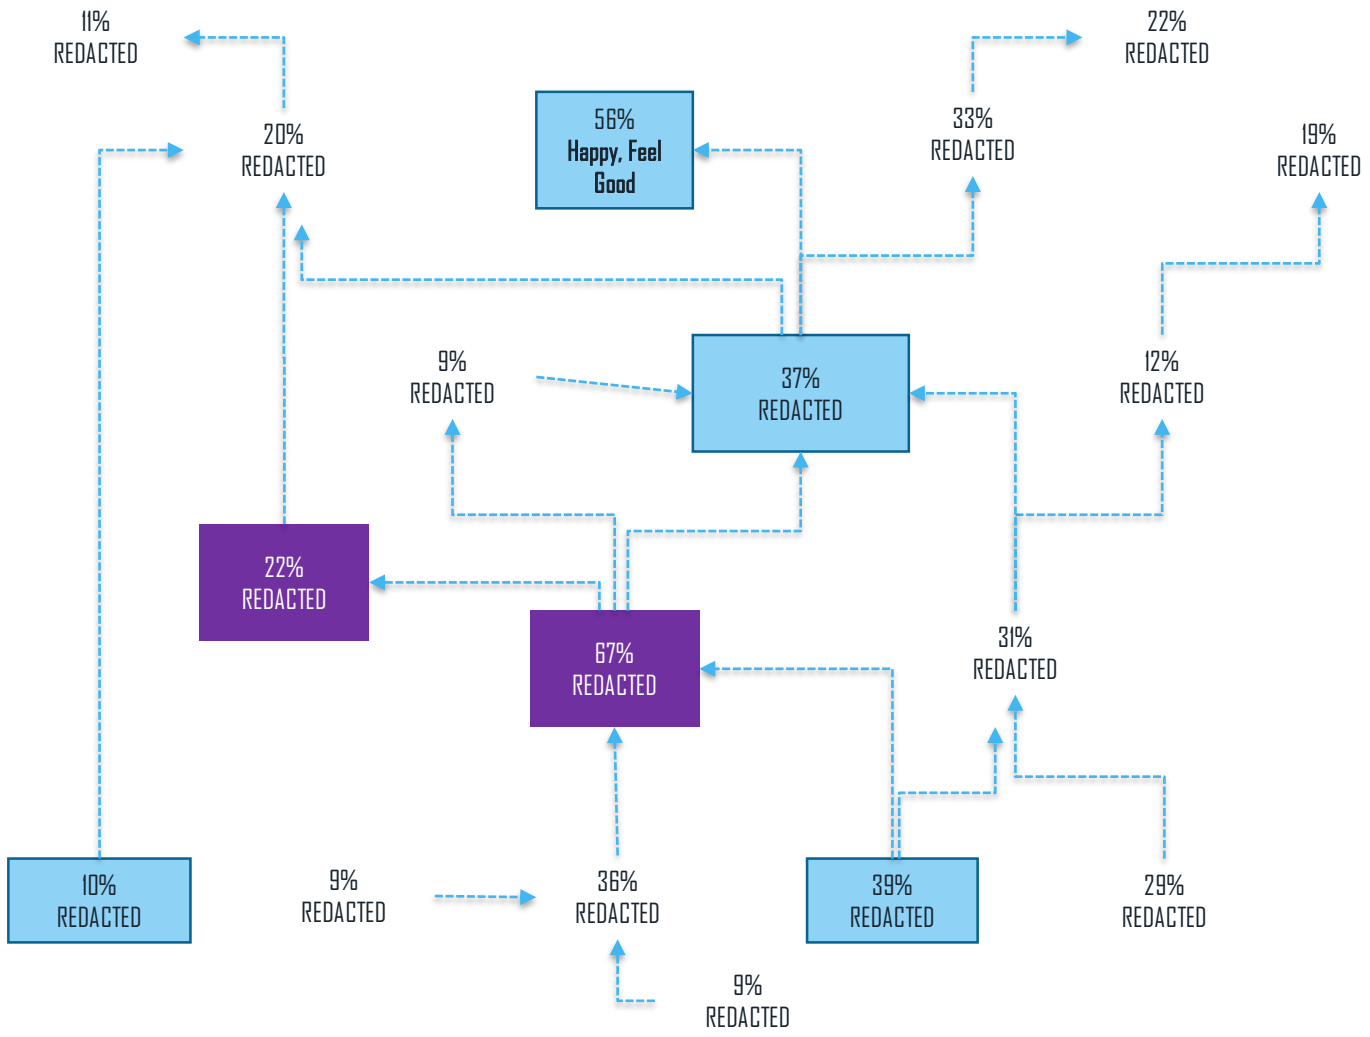 11%
REDACTED
22%
REDACTED
56%
Happy, Feel
Good
33%
REDACTED
20%
REDACTED
19%
REDACTED
9%
REDACTED
37%
REDACTED
12%
REDACTED
22%
REDACTED
67%
REDACTED
31%
REDACTED
10%
REDACTED
9%
REDACTED
36%
REDACTED
39%
REDACTED
29%
REDACTED
9%
REDACTED